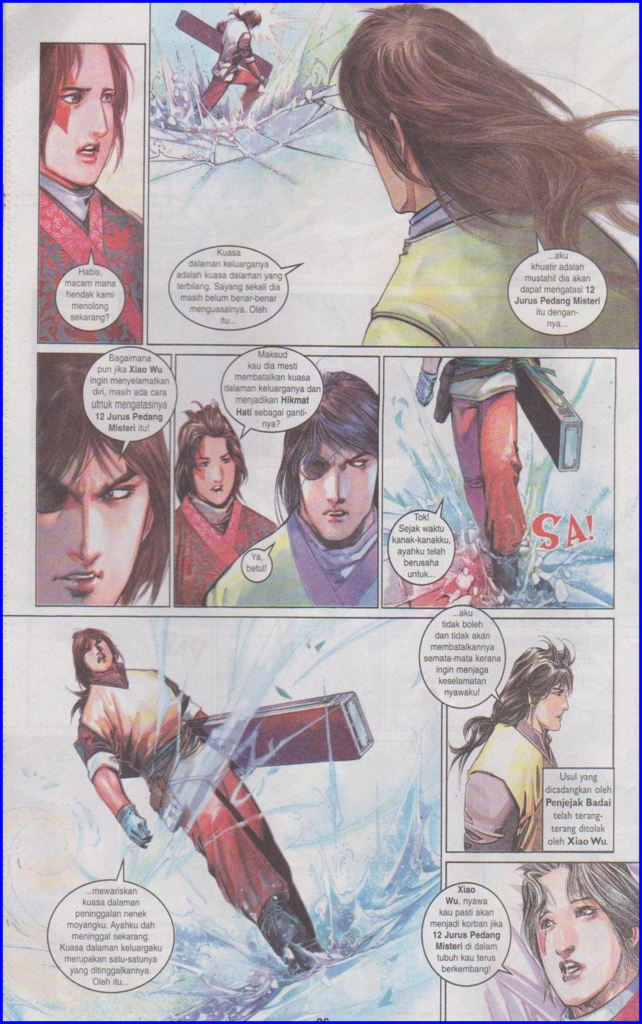 Habis,
macam mana
hendak kami
menolong
sekarang?
Kuasa
dalaman keluarganya
adalah kuasa dalaman yang
terbilang. Sayang sekali dia
masih belum benar-benar
menguasainya. Oleh
itu...
...aku
khuatir adalah
mustahil dia akan
dapat mengatasi 12
Jurus Pedang Misteri
itu dengan-
nya...
Bagaimana
pun jika Xiao Wu
ingin menyelamatkan
diri, masih ada cara
utnuk mengatasinya
12 Jurus Pedang
Misteri itu!
Maksud
kau dia mesti
membatalkan kuasa
dalaman keluarganya dan
menjadikan Hikmat
Hati sebagai ganti-
nya?
Ya,
betul!
Tok!
Sejak waktu
kanak-kanakku,
ayahku telah
berusaha
untuk...
SA!
...mewariskan
kuasa dalaman
peninggalan nenek
moyangku. Ayahku dah
meninggal sekarang.
Kuasa dalaman keluargaku
merupakan satu-satunya
yang ditinggalkannya.
Oleh itu...
...aku
tidak boleh
dan tidak akan
membatalkannya
semata-mata kerana
ingin menjaga
keselamatan
nyawaku!
Usul yang
dicadangkan oleh
Penjejak Badai
telah terang-
terang ditolak
oleh Xiao Wu.
Xiao
Wu, nyawa
kau pasti akan
menjadi korban jika
12 Jurus Pedang
Misteri di dalam
tubuh kau terus
berkembang!